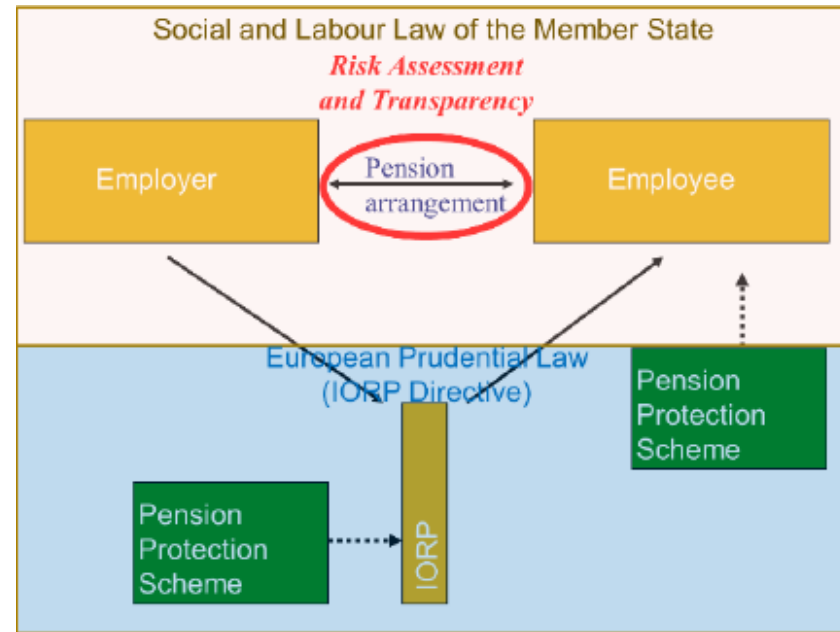 Social and Labour Law of the Member State
Risk Assessment
and Transparency
Employer
Pension
arrangement
Employee
European Prudential Law
(IORP Directive)
Pension
Protection
Scheme
IORP
Pension
Protection
Scheme